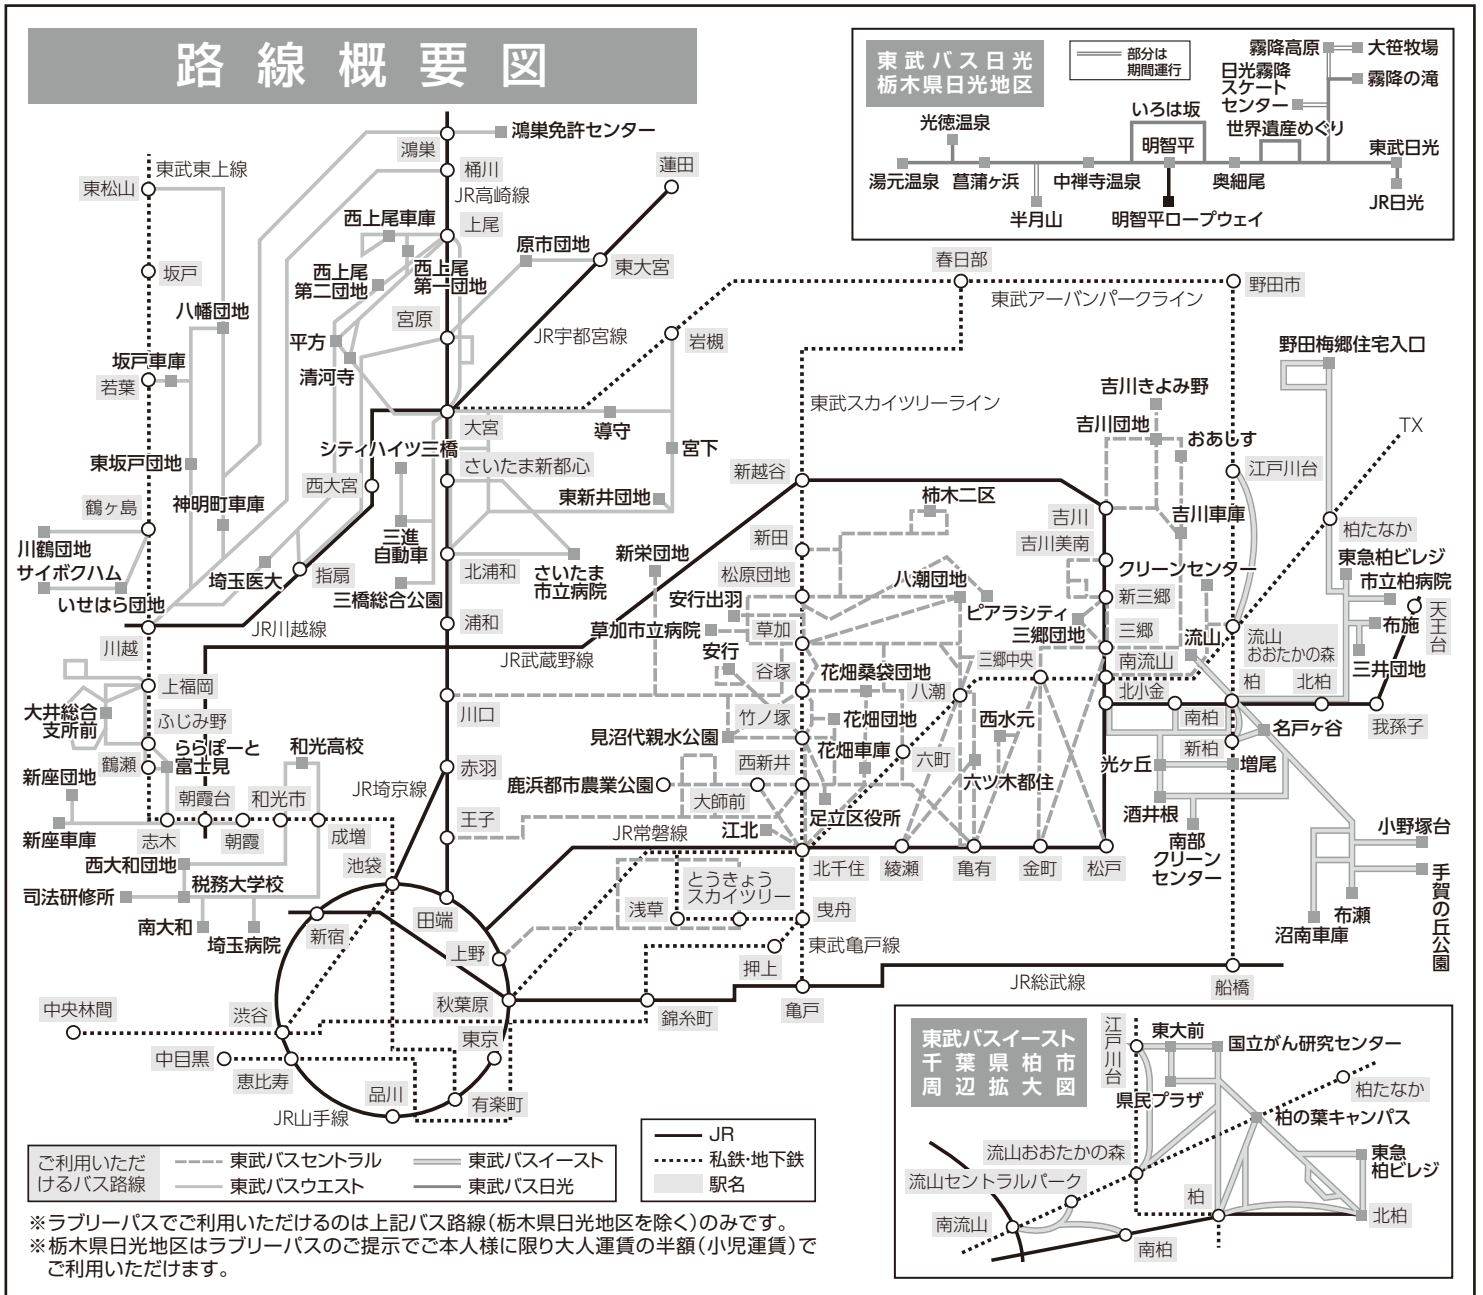 路線概要図
東武バス日光
栃木県日光地区
部分は
期間運行
霧降高原
大笹牧場
日光霧降
スケート
センター
霧降の滝
いろは坂
世界遺産めぐり
光徳温泉
明智平
東武日光
湯元温泉
菖蒲ヶ浜
中禅寺温泉
奥細尾
半月山
明智平ロープウェイ
JR日光
鴻巣免許センター
鴻巣
東武東上線
桶川
蓮田
東松山
JR高崎線
西上尾車庫
上尾
原市団地
東大宮
春日部
坂戸
西上尾
第二団地
西上尾
第一団地
東武アーバンパークライン
野田市
八幡団地
宮原
JR宇都宮線
岩槻
平方
野田梅郷住宅入口
坂戸車庫
若葉
清河寺
吉川きよみ野
東武スカイツリーライン
大宮
導守
吉川団地
おあしす
TX
シティハイツ三橋
宮下
東坂戸団地
さいたま新都心
新越谷
江戸川台
西大宮
東新井団地
柿木二区
鶴ヶ島
神明町車庫
吉川
吉川車庫
柏たなか
三進
自動車
新田
吉川美南
川鶴団地
サイボクハム
新栄団地
東急柏ビレジ
埼玉医大
指扇
北浦和
さいたま
市立病院
松原団地
八潮団地
クリーンセンター
市立柏病院
いせはら団地
三橋総合公園
安行出羽
ピアラシティ
新三郷
天王台
浦和
草加市立病院
草加
三郷団地
三郷
流山
流山
おおたかの森
布施
川越
JR川越線
JR武蔵野線
安行
谷塚
花畑桑袋団地
三郷中央
南流山
三井団地
上福岡
八潮
北小金
柏
北柏
大井総合
支所前
ふじみ野
川口
竹ノ塚
花畑団地
西水元
南柏
名戸ヶ谷
我孫子
ららぽーと
富士見
和光高校
見沼代親水公園
花畑車庫
新柏
鶴瀬
新座団地
赤羽
西新井
六町
光ヶ丘
増尾
朝霞台
和光市
JR埼京線
鹿浜都市農業公園
六ツ木都住
大師前
足立区役所
酒井根
新座車庫
志木
朝霞
成増
王子
JR常磐線
江北
南部
クリーン
センター
小野塚台
西大和団地
池袋
とうきょう
スカイツリー
北千住
綾瀬
亀有
金町
松戸
手賀の丘公園
司法研修所
税務大学校
田端
浅草
曳舟
布瀬
南大和
埼玉病院
新宿
上野
押上
東武亀戸線
沼南車庫
JR総武線
船橋
中央林間
渋谷
秋葉原
錦糸町
亀戸
中目黒
恵比寿
東京
品川
JR山手線
有楽町
東武バスイースト
千葉県柏市
周辺拡大図
江戸川台
東大前
国立がん研究センター
柏たなか
県民プラザ
柏の葉キャンパス
流山おおたかの森
東急
柏ビレジ
流山セントラルパーク
柏
南流山
北柏
南柏
ご利用いただ
けるバス路線
東武バスセントラル
東武バスイースト
東武バスウエスト
東武バス日光
JR
私鉄・地下鉄
駅名
※ラブリーパスでご利用いただけるのは上記バス路線（栃木県日光地区を除く）のみです。
※栃木県日光地区はラブリーパスのご提示でご本人様に限り大人運賃の半額（小児運賃）で
ご利用いただけます。